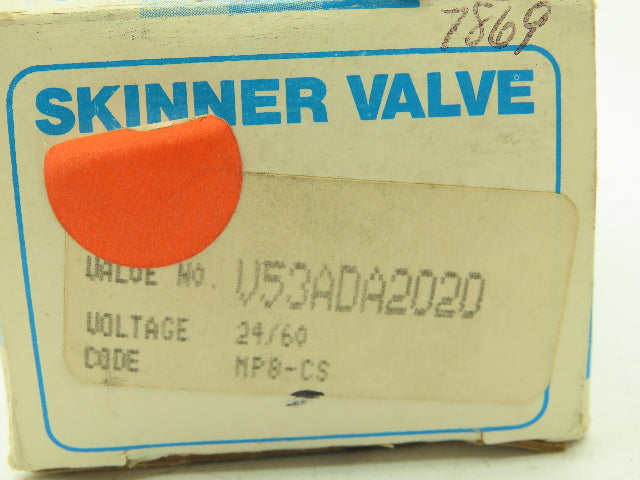 7869
SKINNER VALVE
VALVE No. V53ADA2020
VOLTAGE 24/60
CODE MP8-CS